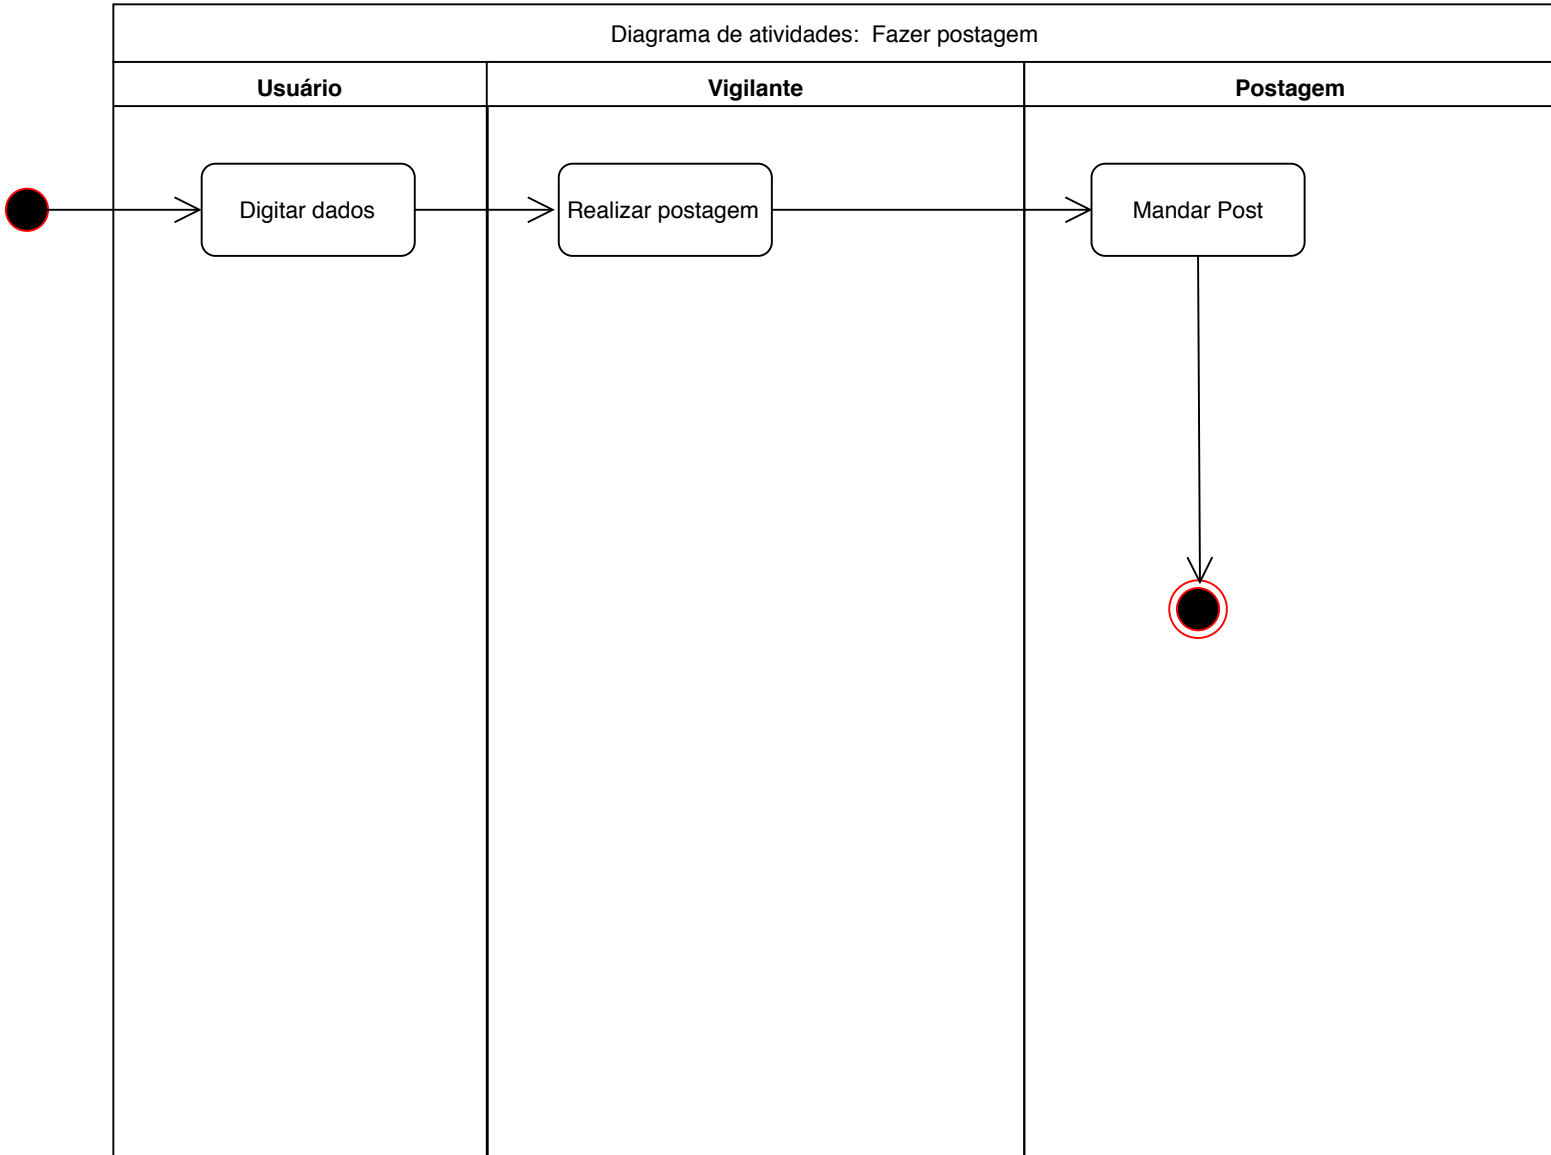 Diagrama de atividades:  Fazer postagem
Usuário
Vigilante
Postagem
Digitar dados
Realizar postagem
Mandar Post